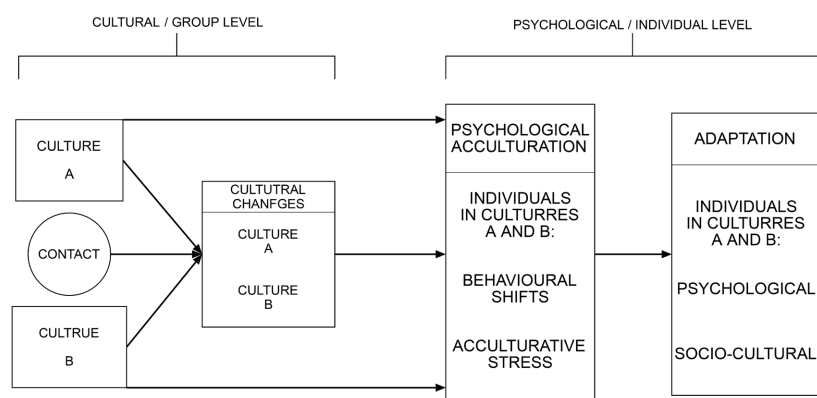 CULTURAL / GROUP LEVEL
PSYCHOLOGICAL / INDIVIDUAL LEVEL
CULTURE
A
CONTACT
CULTRUE
B
CULTUTRAL
CHANFGES
CULTURE
A
CULTURE
B
PSYCHOLOGICAL
ACCULTURATION
INDIVIDUALS
IN CULTURRES
A AND B:
BEHAVIOURAL
SHIFTS
ACCULTURATIVE
STRESS
ADAPTATION
INDIVIDUALS
IN CULTURRES
A AND B:
PSYCHOLOGICAL
SOCIO-CULTURAL